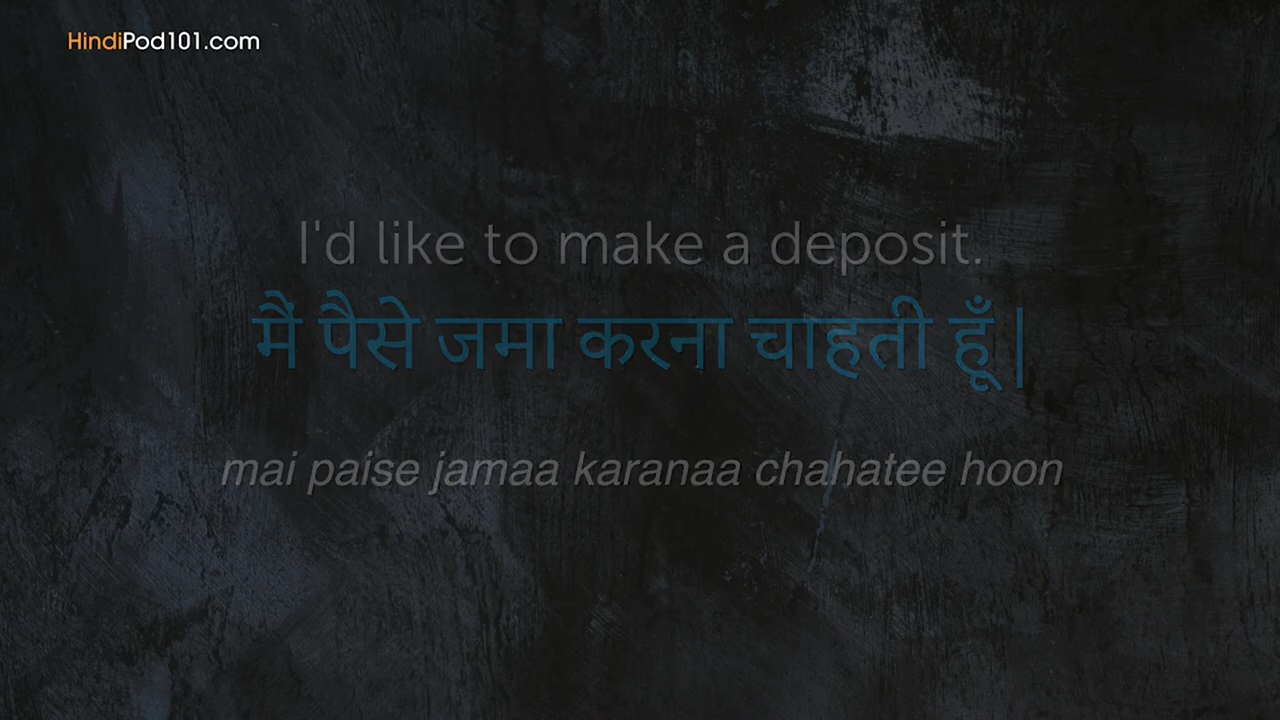 HindiPod101.com
I'd like to make a deposit.
मैं पैसे जमा करना चाहती हूँ|
mai paise jamaa karanaa chahatee hoon